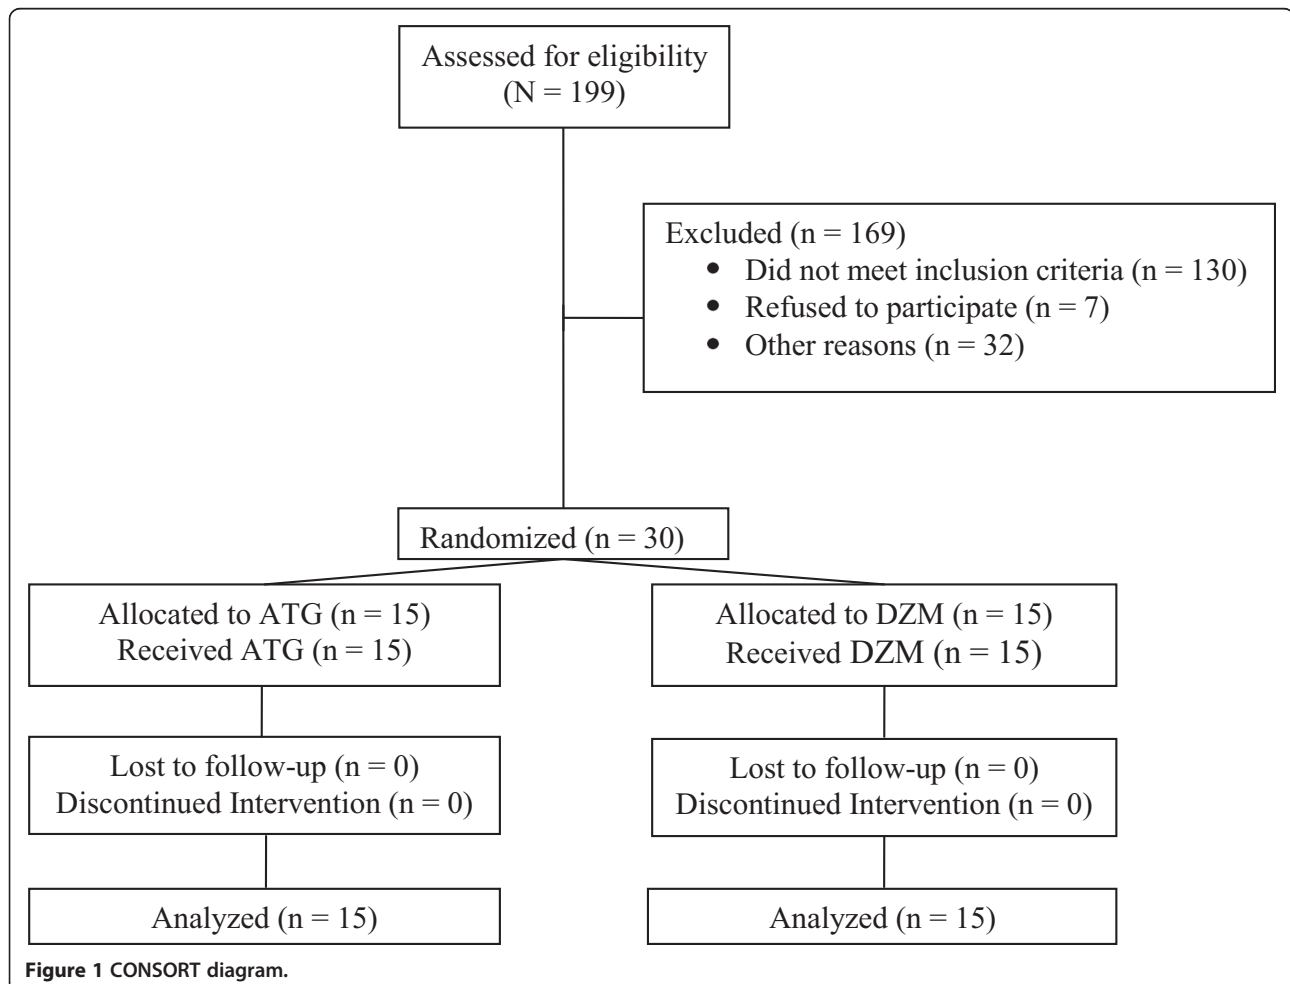 Assessed for eligibility
(N = 199)
Excluded (n = 169)
• Did not meet inclusion criteria (n = 130)
• Refused to participate (n = 7)
• Other reasons (n = 32)
Randomized (n = 30)
Allocated to ATG (n = 15)
Received ATG (n = 15)
Allocated to DZM (n = 15)
Received DZM (n = 15)
Lost to follow-up (n = 0)
Discontinued Intervention (n = 0)
Lost to follow-up (n = 0)
Discontinued Intervention (n = 0)
Analyzed (n = 15)
Analyzed (n = 15)
Figure 1 CONSORT diagram.